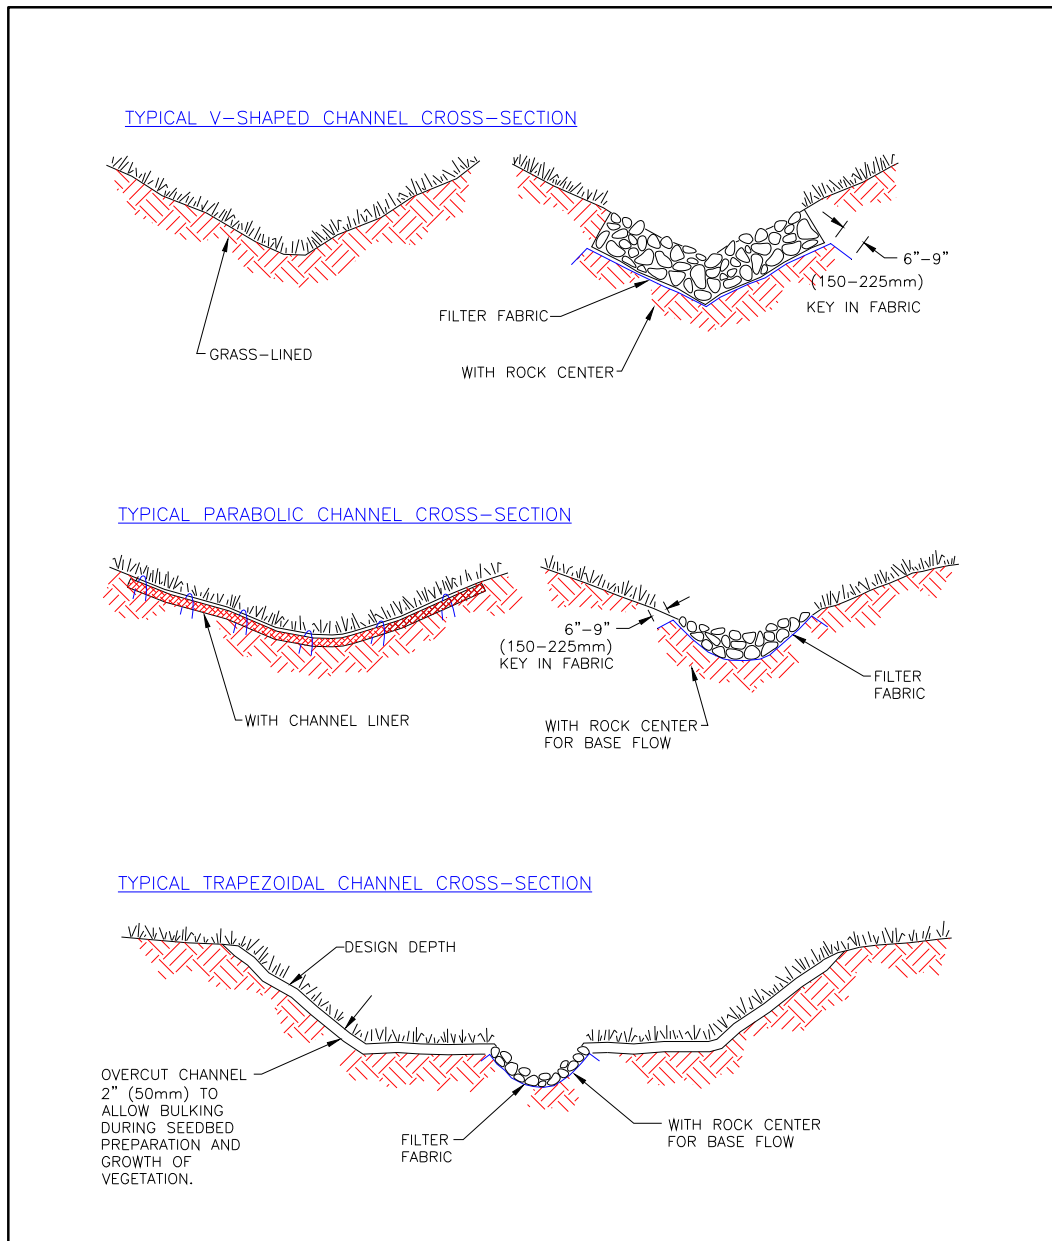 TYPICAL V-SHAPED CHANNEL CROSS-SECTION
GRASS-LINED
FILTER FABRIC
WITH ROCK CENTER
6"-9"
(150-225mm)
KEY IN FABRIC
TYPICAL PARABOLIC CHANNEL CROSS-SECTION
WITH CHANNEL LINER
6"-9"
(150-225mm)
KEY IN FABRIC
WITH ROCK CENTER
FOR BASE FLOW
FILTER
FABRIC
TYPICAL TRAPEZOIDAL CHANNEL CROSS-SECTION
DESIGN DEPTH
OVERCUT CHANNEL
2" (50mm) TO
ALLOW BULKING
DURING SEEDBED
PREPARATION AND
GROWTH OF
VEGETATION.
FILTER
FABRIC
WITH ROCK CENTER
FOR BASE FLOW